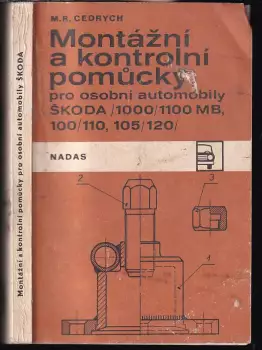 M. R. CEDRYCH
Montážní
a kontrolní
pomůcky
pro osobní automobily
ŠKODA /1000/1100 MB,
100/110, 105/120/
NADAS
2
3
1
Montážní a kontrolní pomůcky pro osobní automobily ŠKODA